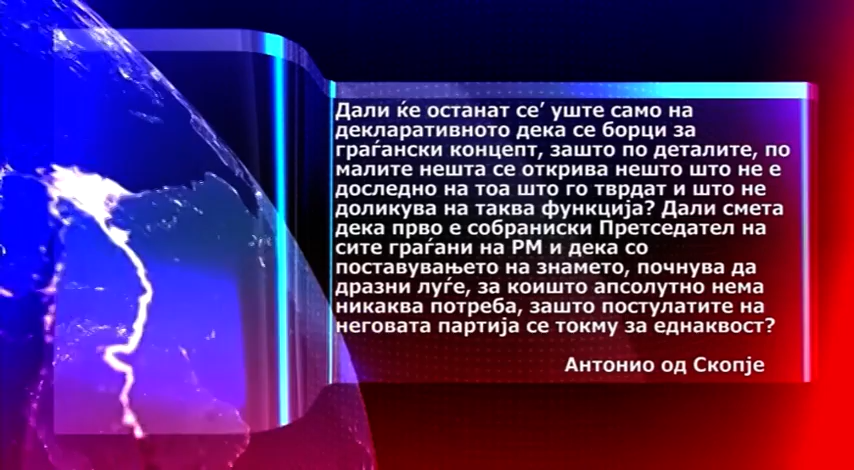 Дали ќе останат се’ уште само на
декларативното дека се борци за
граѓански концепт, зашто по деталите, по
малите нешта се открива нешто што не е
доследно на тоа што го тврдат и што не
доликува на таква функција? Дали смета
дека прво е собраниски Претседател на
сите граѓани на РМ и дека со
поставувањето на знамето, почнува да
дразни луѓе, за коишто апсолутно нема
никаква потреба, зашто постулатите на
неговата партија се токму за еднаквост?
Антонио од Скопје